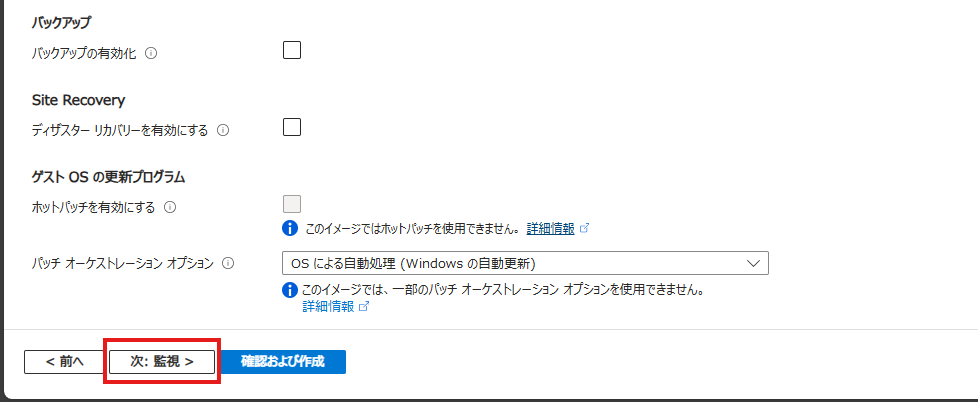 バックアップ
バックアップの有効化
Site Recovery
ディザスター リカバリーを有効にする
ゲスト OS の更新プログラム
ホットパッチを有効にする
このイメージではホットパッチを使用できません。 詳細情報
パッチ オーケストレーション オプション
OS による自動処理 (Windows の自動更新)
このイメージでは、一部のパッチ オーケストレーション オプションを使用できません。
詳細情報
< 前へ
次: 監視 >
確認および作成